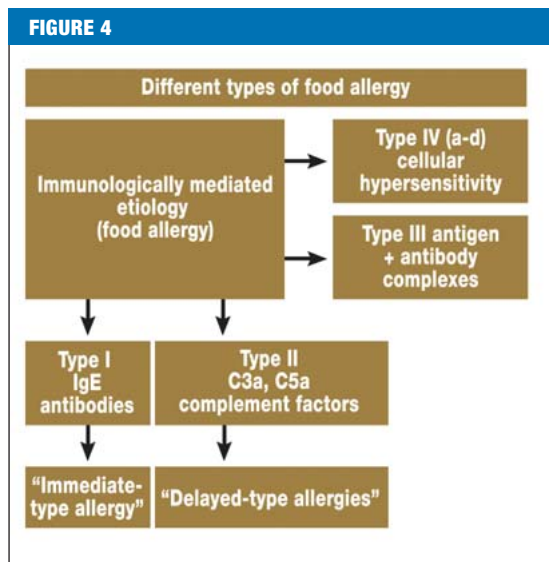 FIGURE 4
Different types of food allergy
Immunologically mediated
etiology
(food allergy)
Type IV (a-d)
cellular
hypersensitivity
Type III antigen
+ antibody
complexes
Type I
IgE
antibodies
Type II
C3a, C5a
complement factors
“Immediate-
type allergy”
“Delayed-type allergies”